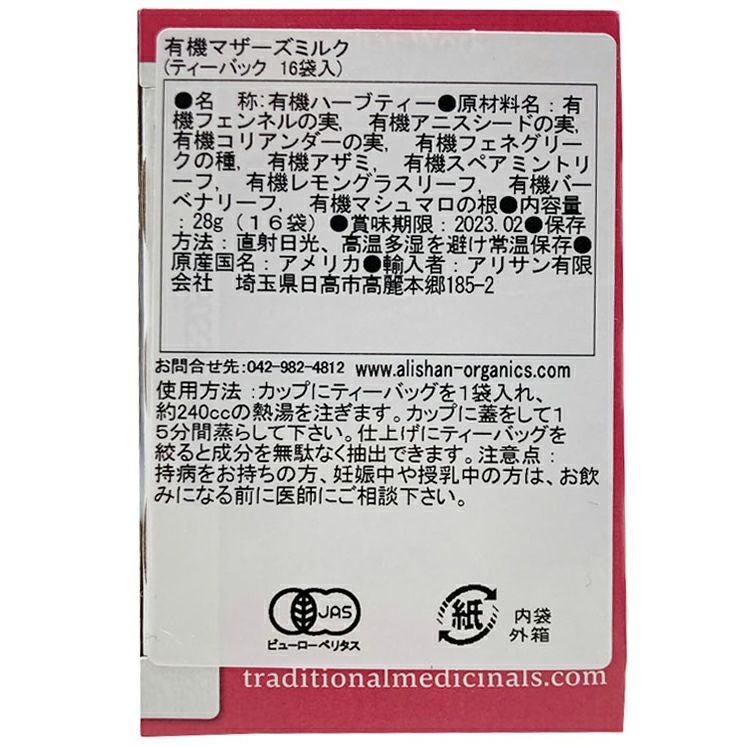 有機マザーズミルク
(ティーバック 16袋入)
●名 称:有機ハーブティー●原材料名:有
機フェンネルの実, 有機アニスシードの実,
有機コリアンダーの実, 有機フェネグリー
クの種, 有機アザミ, 有機スペアミントリ
ーフ, 有機レモングラスリーフ, 有機バー
ベナリーフ, 有機マシュマロの根●内容量
:28g(16袋)●賞味期限:2023.02●保存
方法:直射日光、高温多湿を避け常温保存●
原産国名:アメリカ●輸入者:アリサン有限
会社 埼玉県日高市高麗本郷185-2
お問合せ先:042-982-4812 www.alishan-organics.com
使用方法:カップにティーバッグを1袋入れ、
約240ccの熱湯を注ぎます。カップに蓋をして1
5分間蒸らして下さい。仕上げにティーバッグを
絞ると成分を無駄なく抽出できます。注意点:
持病をお持ちの方、妊娠中や授乳中の方は、お飲
みになる前に医師にご相談下さい。
JAS
ビューローベリタス
紙
内袋
外箱
traditionalmedicinals.com